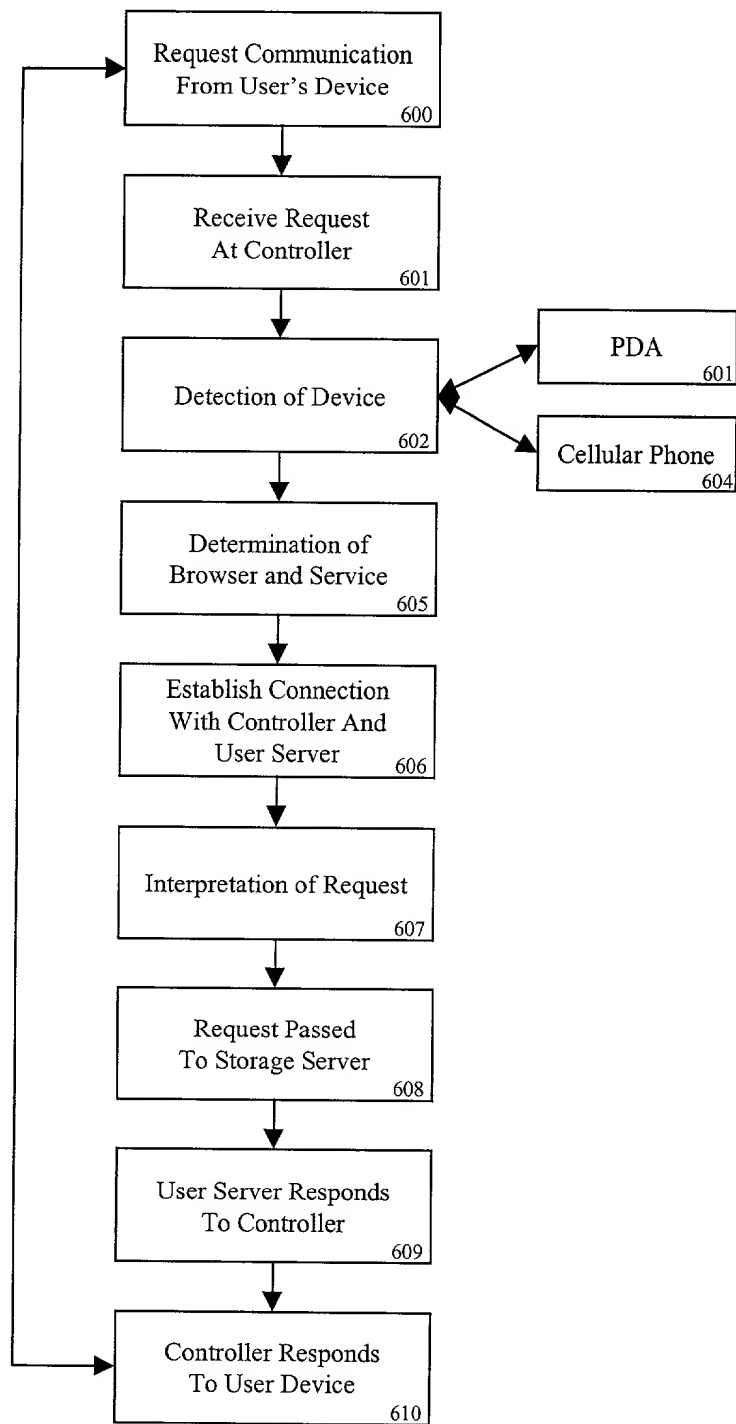 Request Communication
From User's Device
600
Receive Request
At Controller
601
Detection of Device
602
PDA
601
Cellular Phone
604
Determination of
Browser and Service
605
Establish Connection
With Controller And
User Server
606
Interpretation of Request
607
Request Passed
To Storage Server
608
User Server Responds
To Controller
609
Controller Responds
To User Device
610